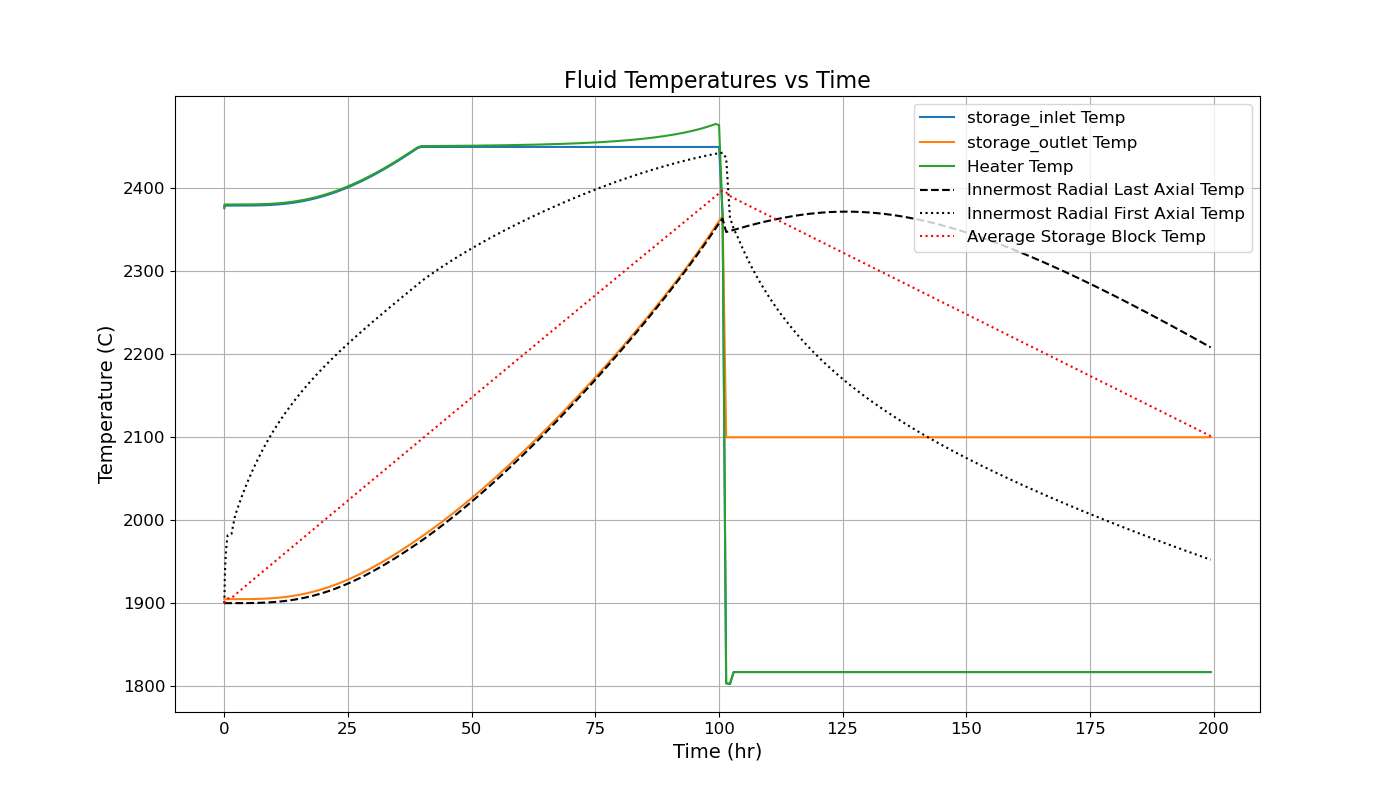 Fluid Temperatures vs Time
storage_inlet Temp
storage_outlet Temp
Heater Temp
Innermost Radial Last Axial Temp
Innermost Radial First Axial Temp
Average Storage Block Temp
Temperature (C)
2400
2300
2200
2100
2000
1900
1800
0 25 50 75 100 125 150 175 200
Time (hr)